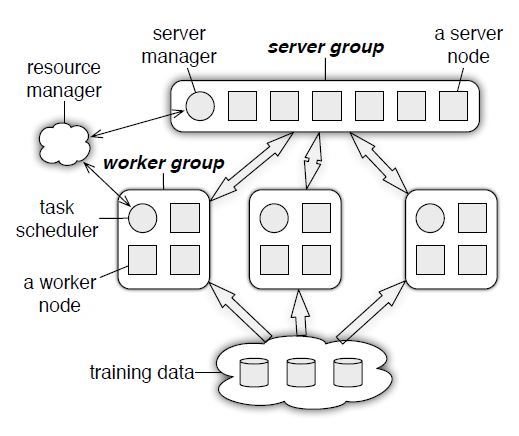 server
manager
server group
a server
node
resource
manager
worker group
task
scheduler
a worker
node
training data